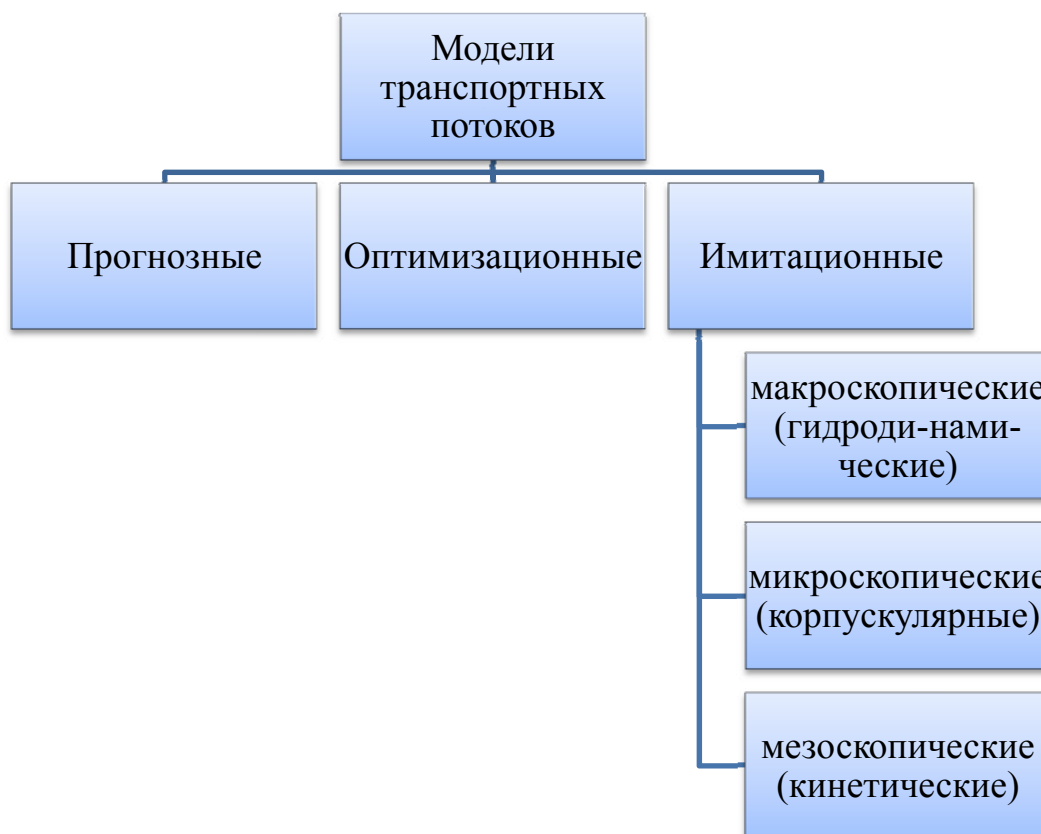 Модели
транспортных
потоков
Прогнозные
Оптимизационные
Имитационные
макроскопические
(гидроди-нами-
ческие)
микроскопические
(корпускулярные)
мезоскопические
(кинетические)